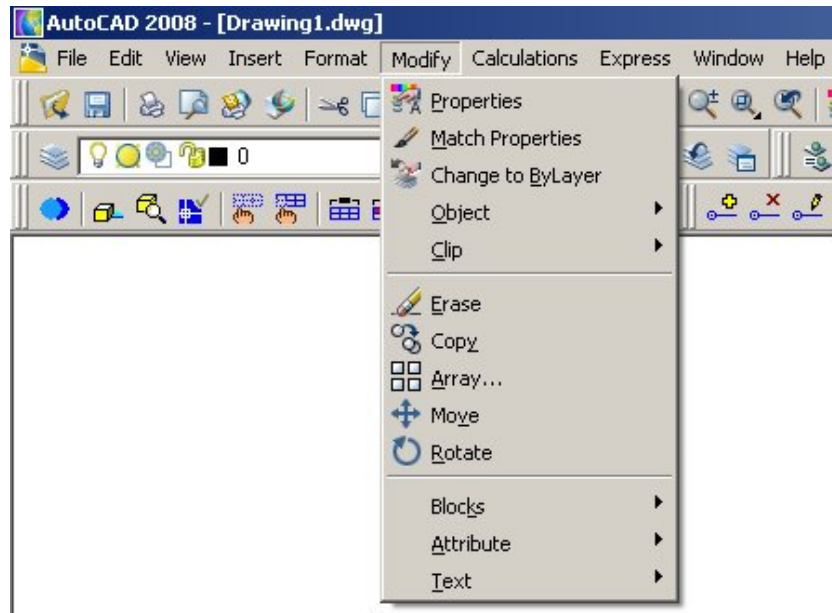 AutoCAD 2008 - [Drawing1.dwg]
File Edit View Insert Format Modify Calculations Express Window Help
Properties
Match Properties
0
Change to ByLayer
Object
Clip
Erase
Copy
Array...
Move
Rotate
Blocks
Attribute
Text